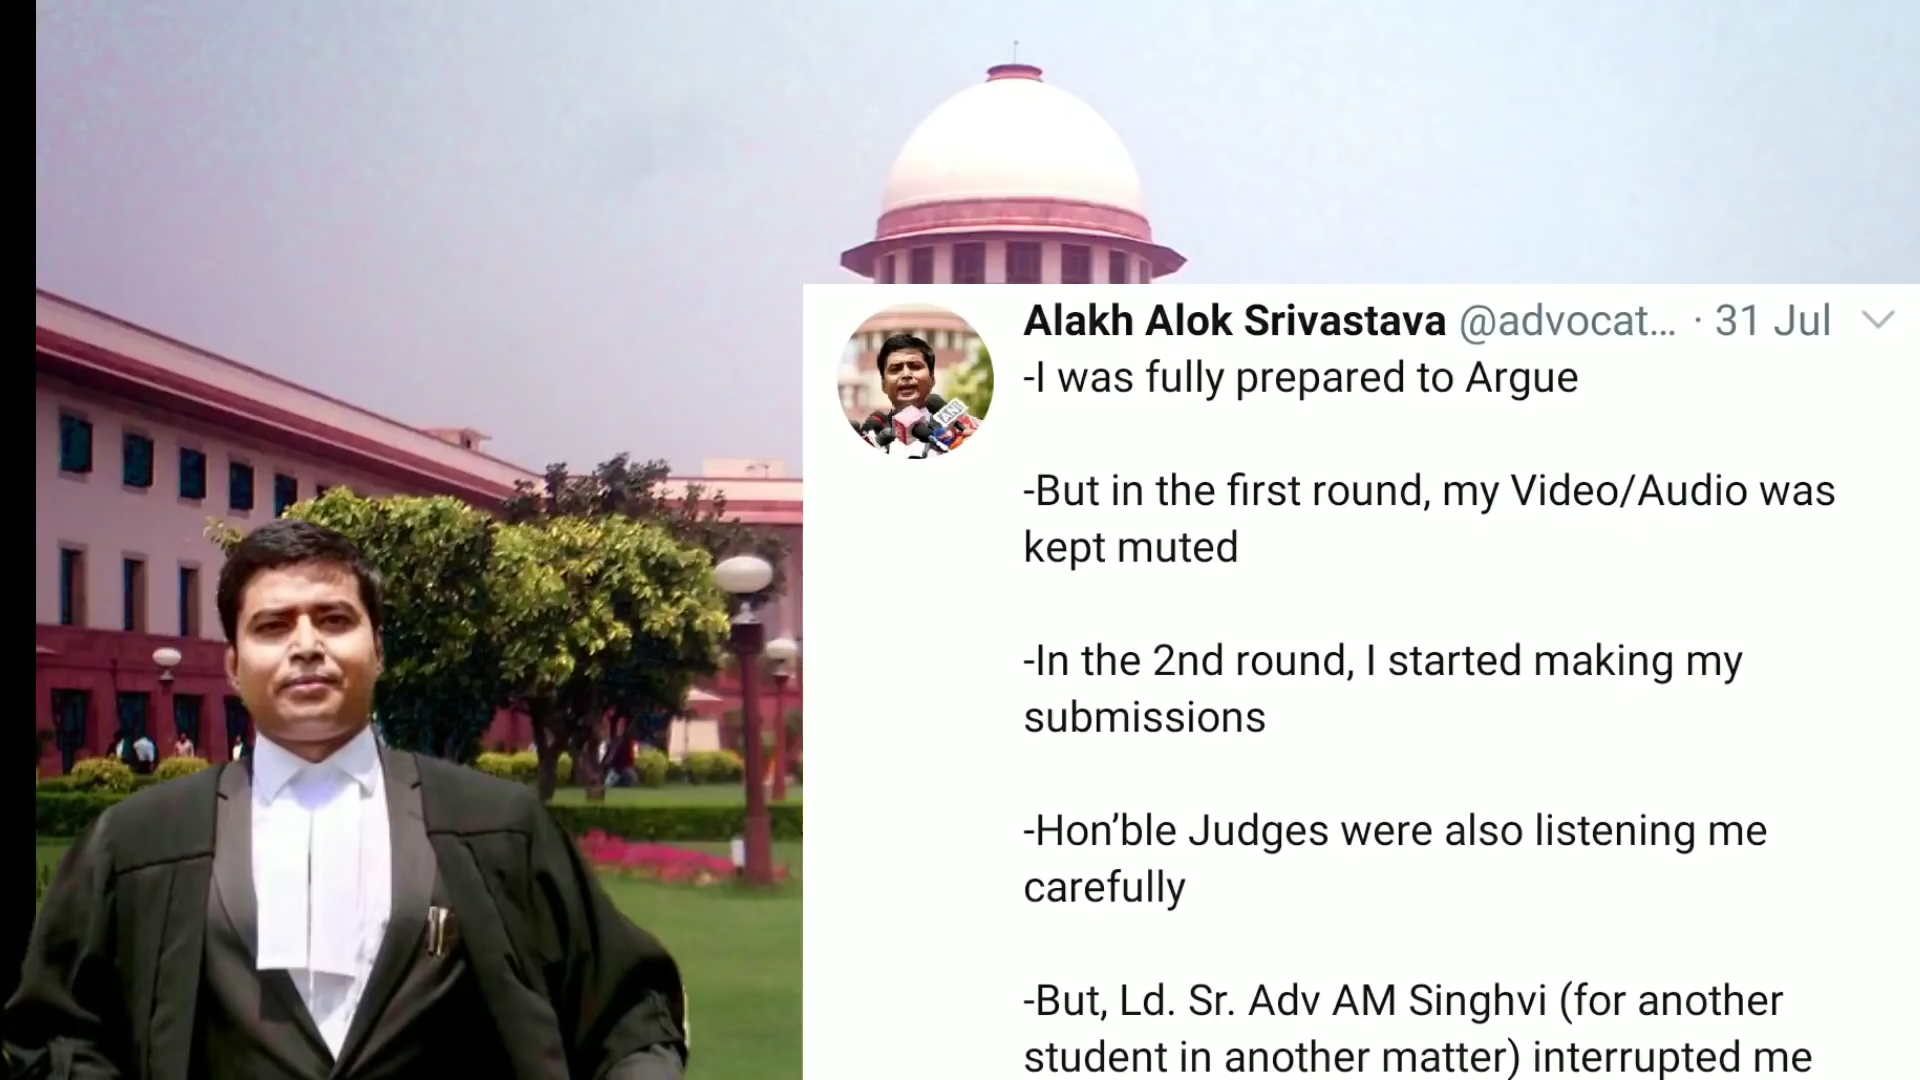 Alakh Alok Srivastava @advocat... · 31 Jul
-I was fully prepared to Argue
-But in the first round, my Video/Audio was
kept muted
-In the 2nd round, I started making my
submissions
-Hon’ble Judges were also listening me
carefully
-But, Ld. Sr. Adv AM Singhvi (for another
student in another matter) interrupted me
ANI